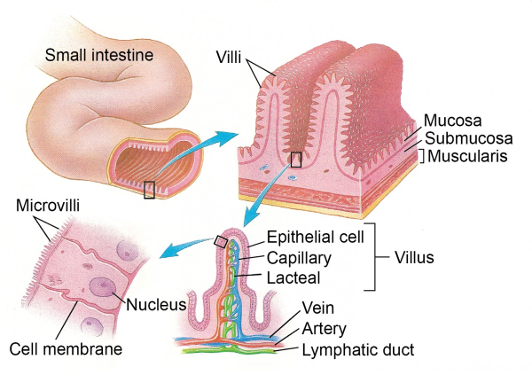 Small intestine
Villi
Mucosa
Submucosa
Muscularis
Microvilli
Nucleus
Cell membrane
Epithelial cell
Capillary
Lacteal
Villus
Vein
Artery
Lymphatic duct